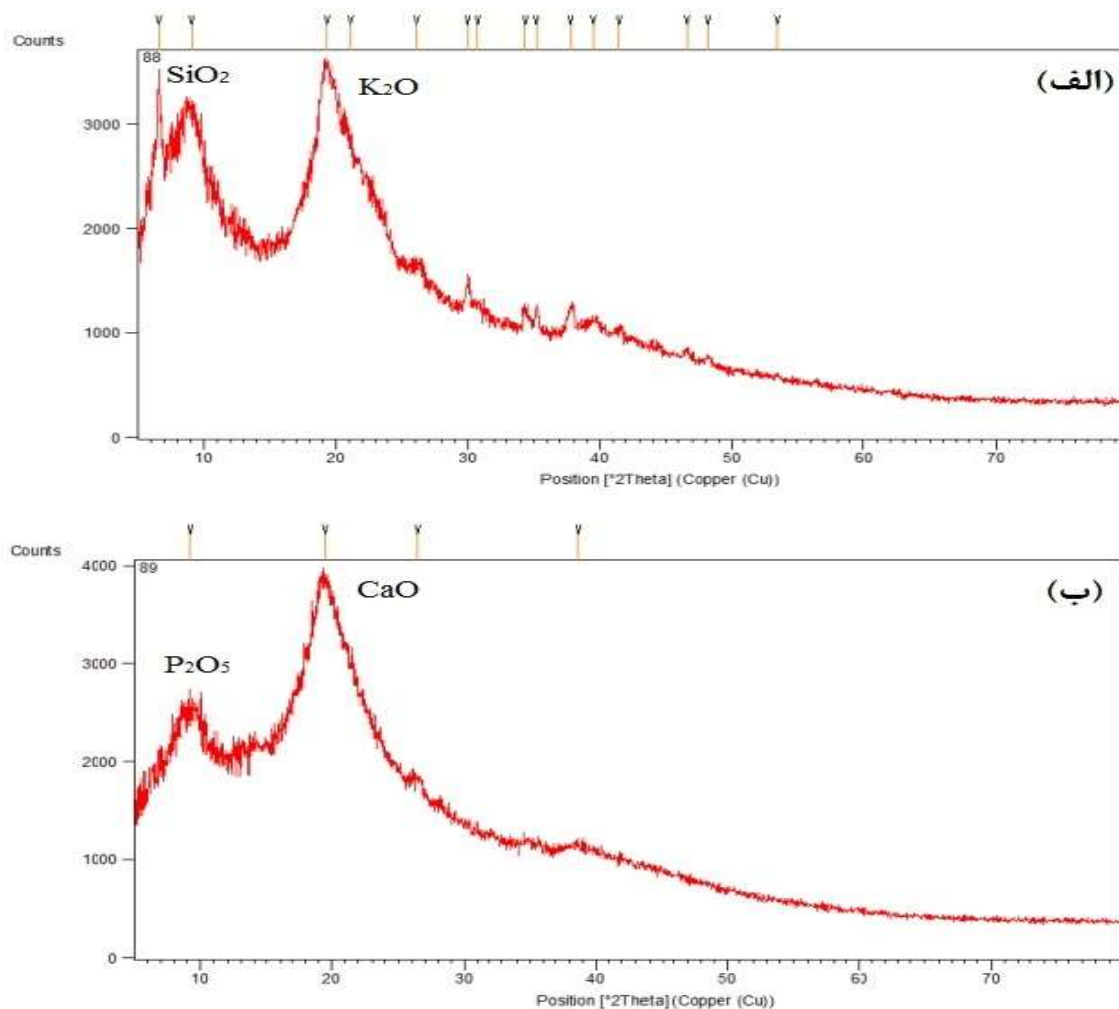 Counts
88
SiO₂
K₂O
(الف)
3000
2000
1000
0
10 20 30 40 50 60 70
Position [°2Theta] (Copper (Cu))
Counts
4000
89
CaO
(ب)
P₂O₅
3000
2000
1000
0
10 20 30 40 50 60 70
Position [°2Theta] (Copper (Cu))